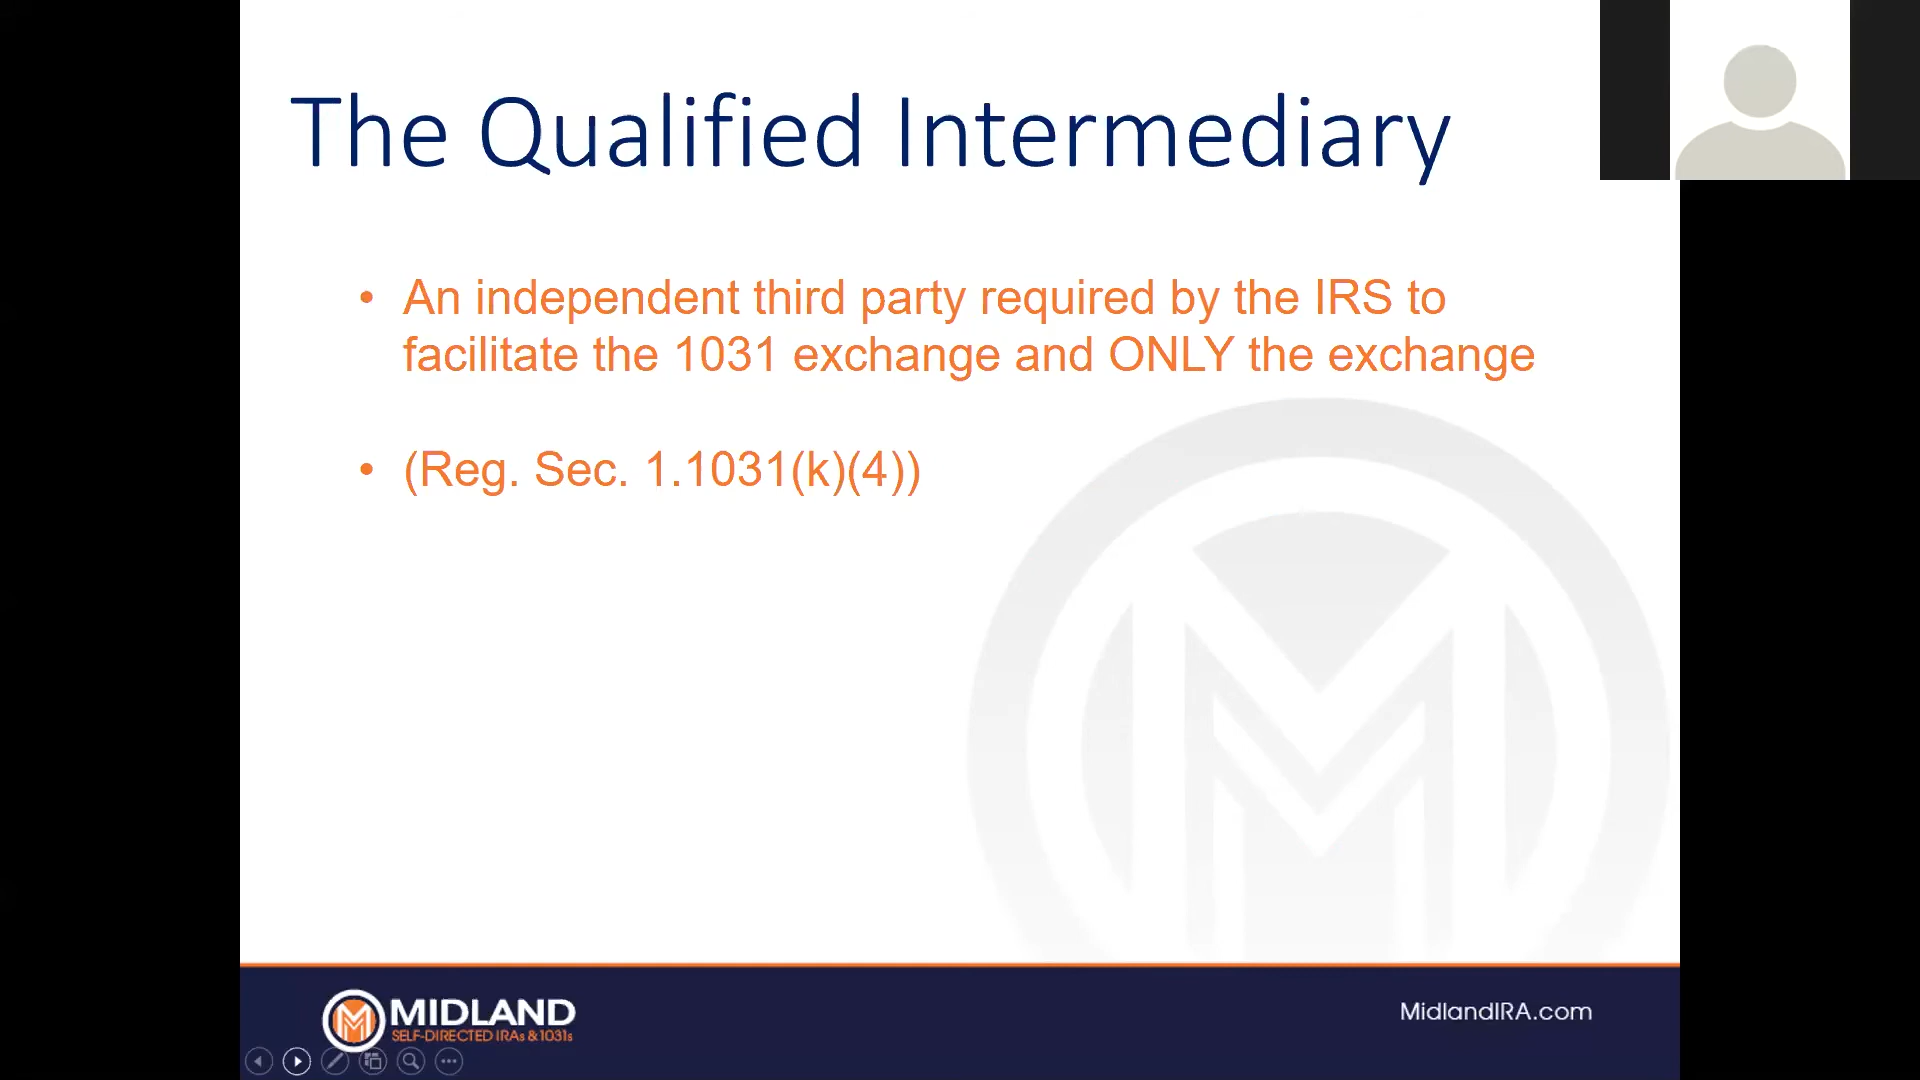 The Qualified Intermediary
• An independent third party required by the IRS to
facilitate the 1031 exchange and ONLY the exchange
• (Reg. Sec. 1.1031(k)(4))
MIDLAND
SELF-DIRECTED IRAs & 1031s
MidlandIRA.com